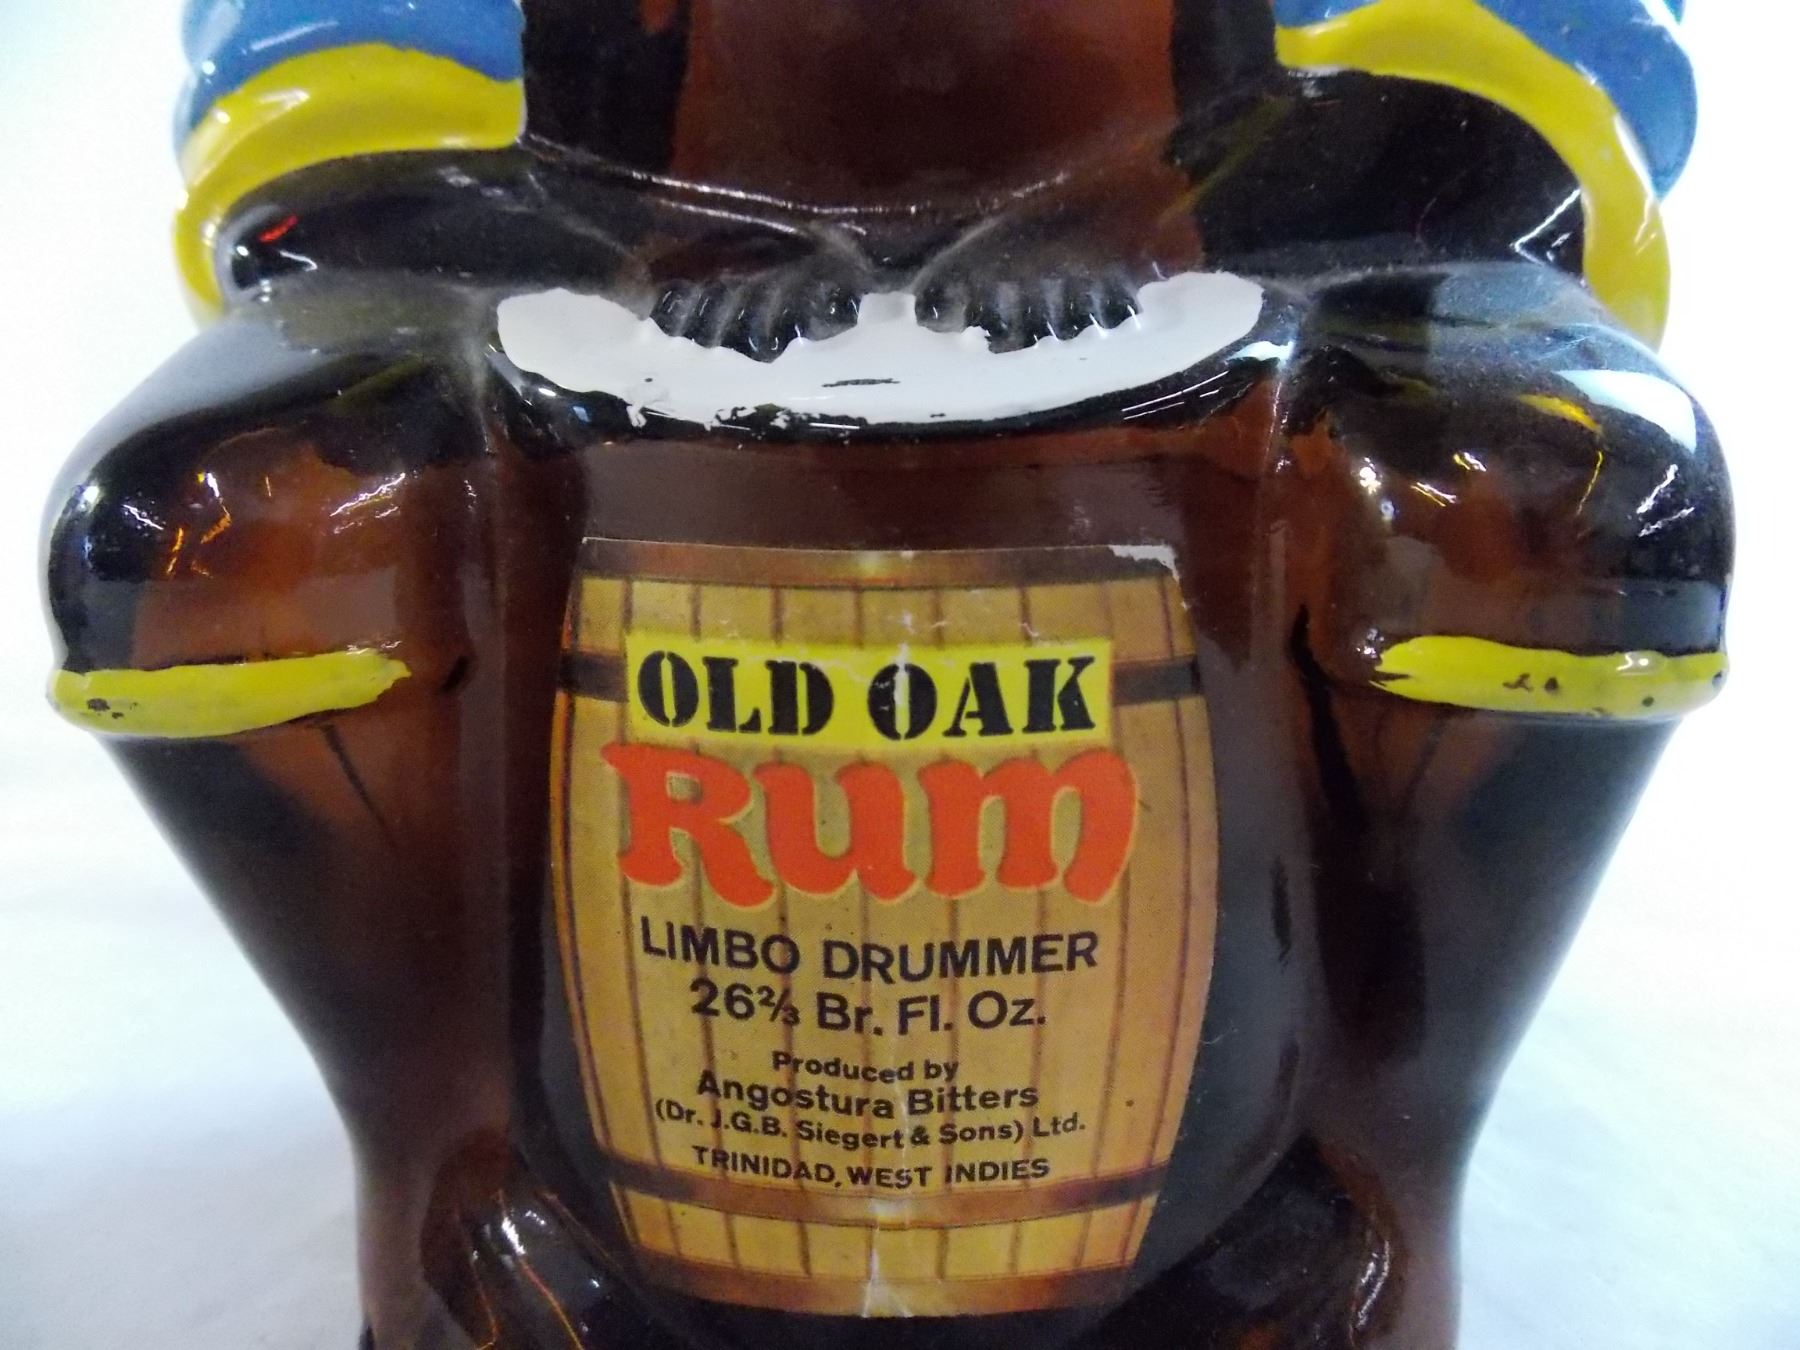 OLD OAK
Rum
LIMBO DRUMMER
26⅔ Br. Fl. Oz.
Produced by
Angostura Bitters
(Dr. J.G.B. Siegert & Sons) Ltd.
TRINIDAD, WEST INDIES